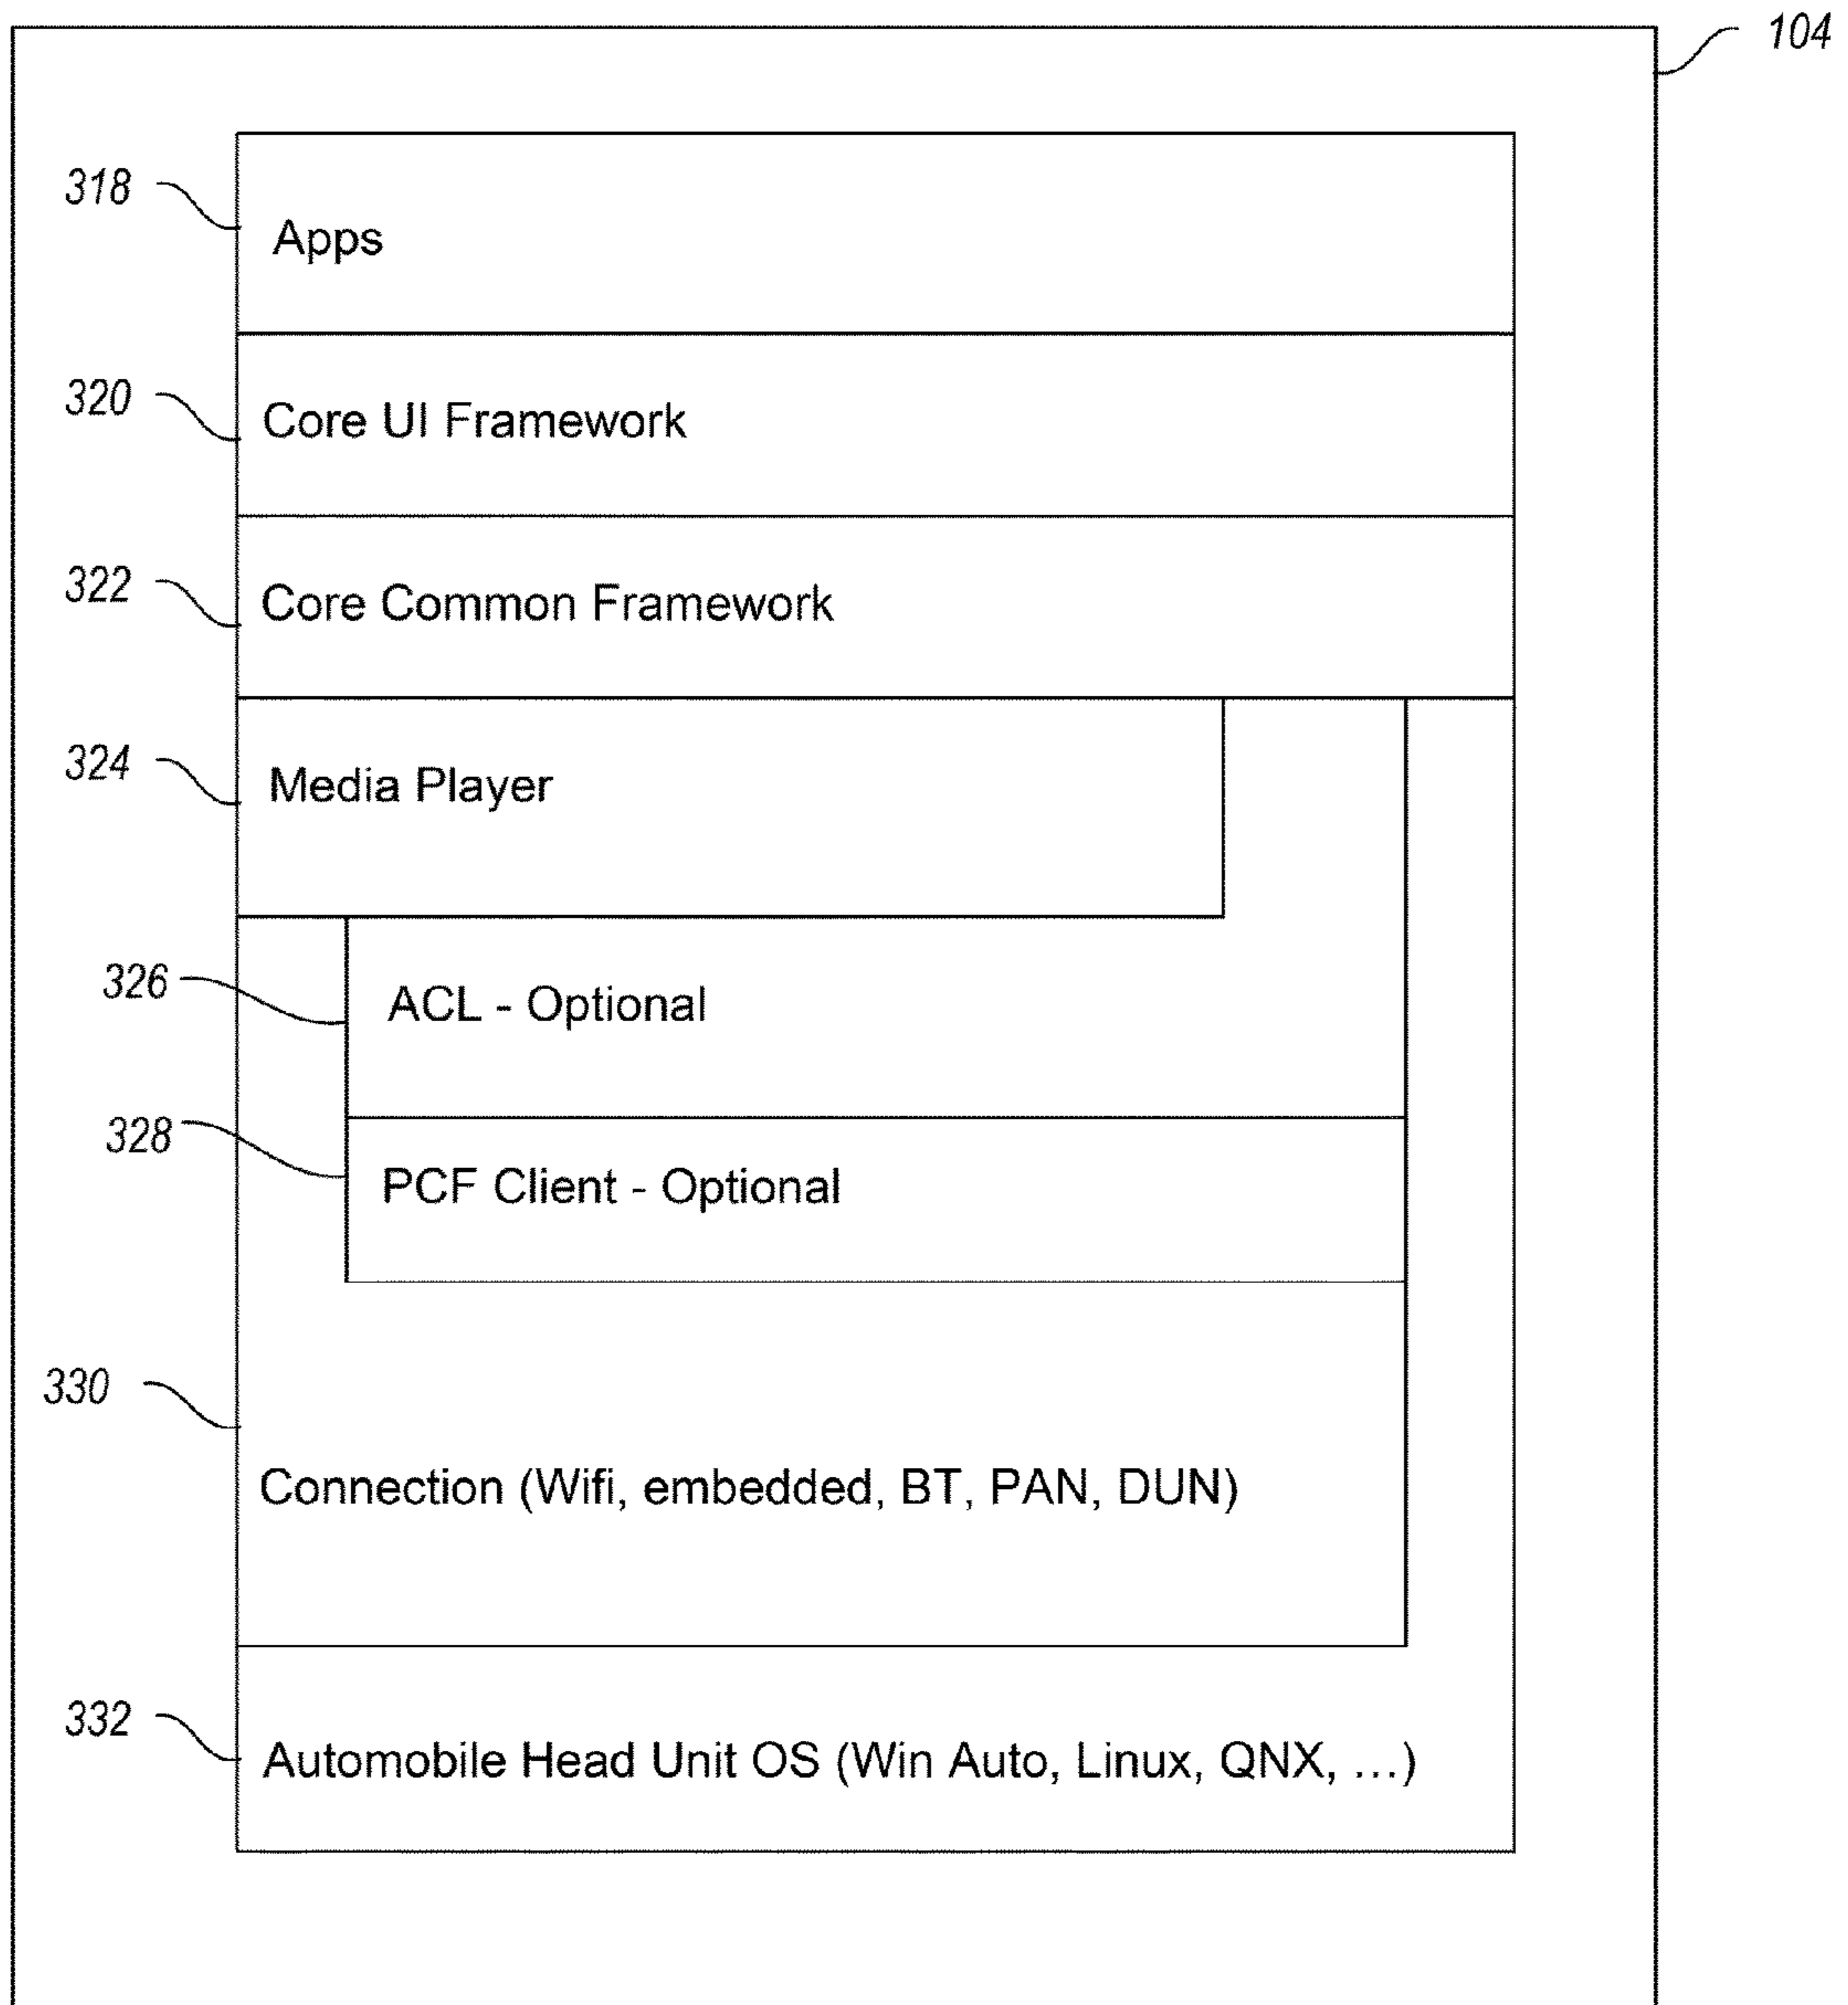 104
318
Apps
320
Core UI Framework
322
Core Common Framework
324
Media Player
326
ACL - Optional
328
PCF Client - Optional
330
Connection (Wifi, embedded, BT, PAN, DUN)
332
Automobile Head Unit OS (Win Auto, Linux, QNX, ...)